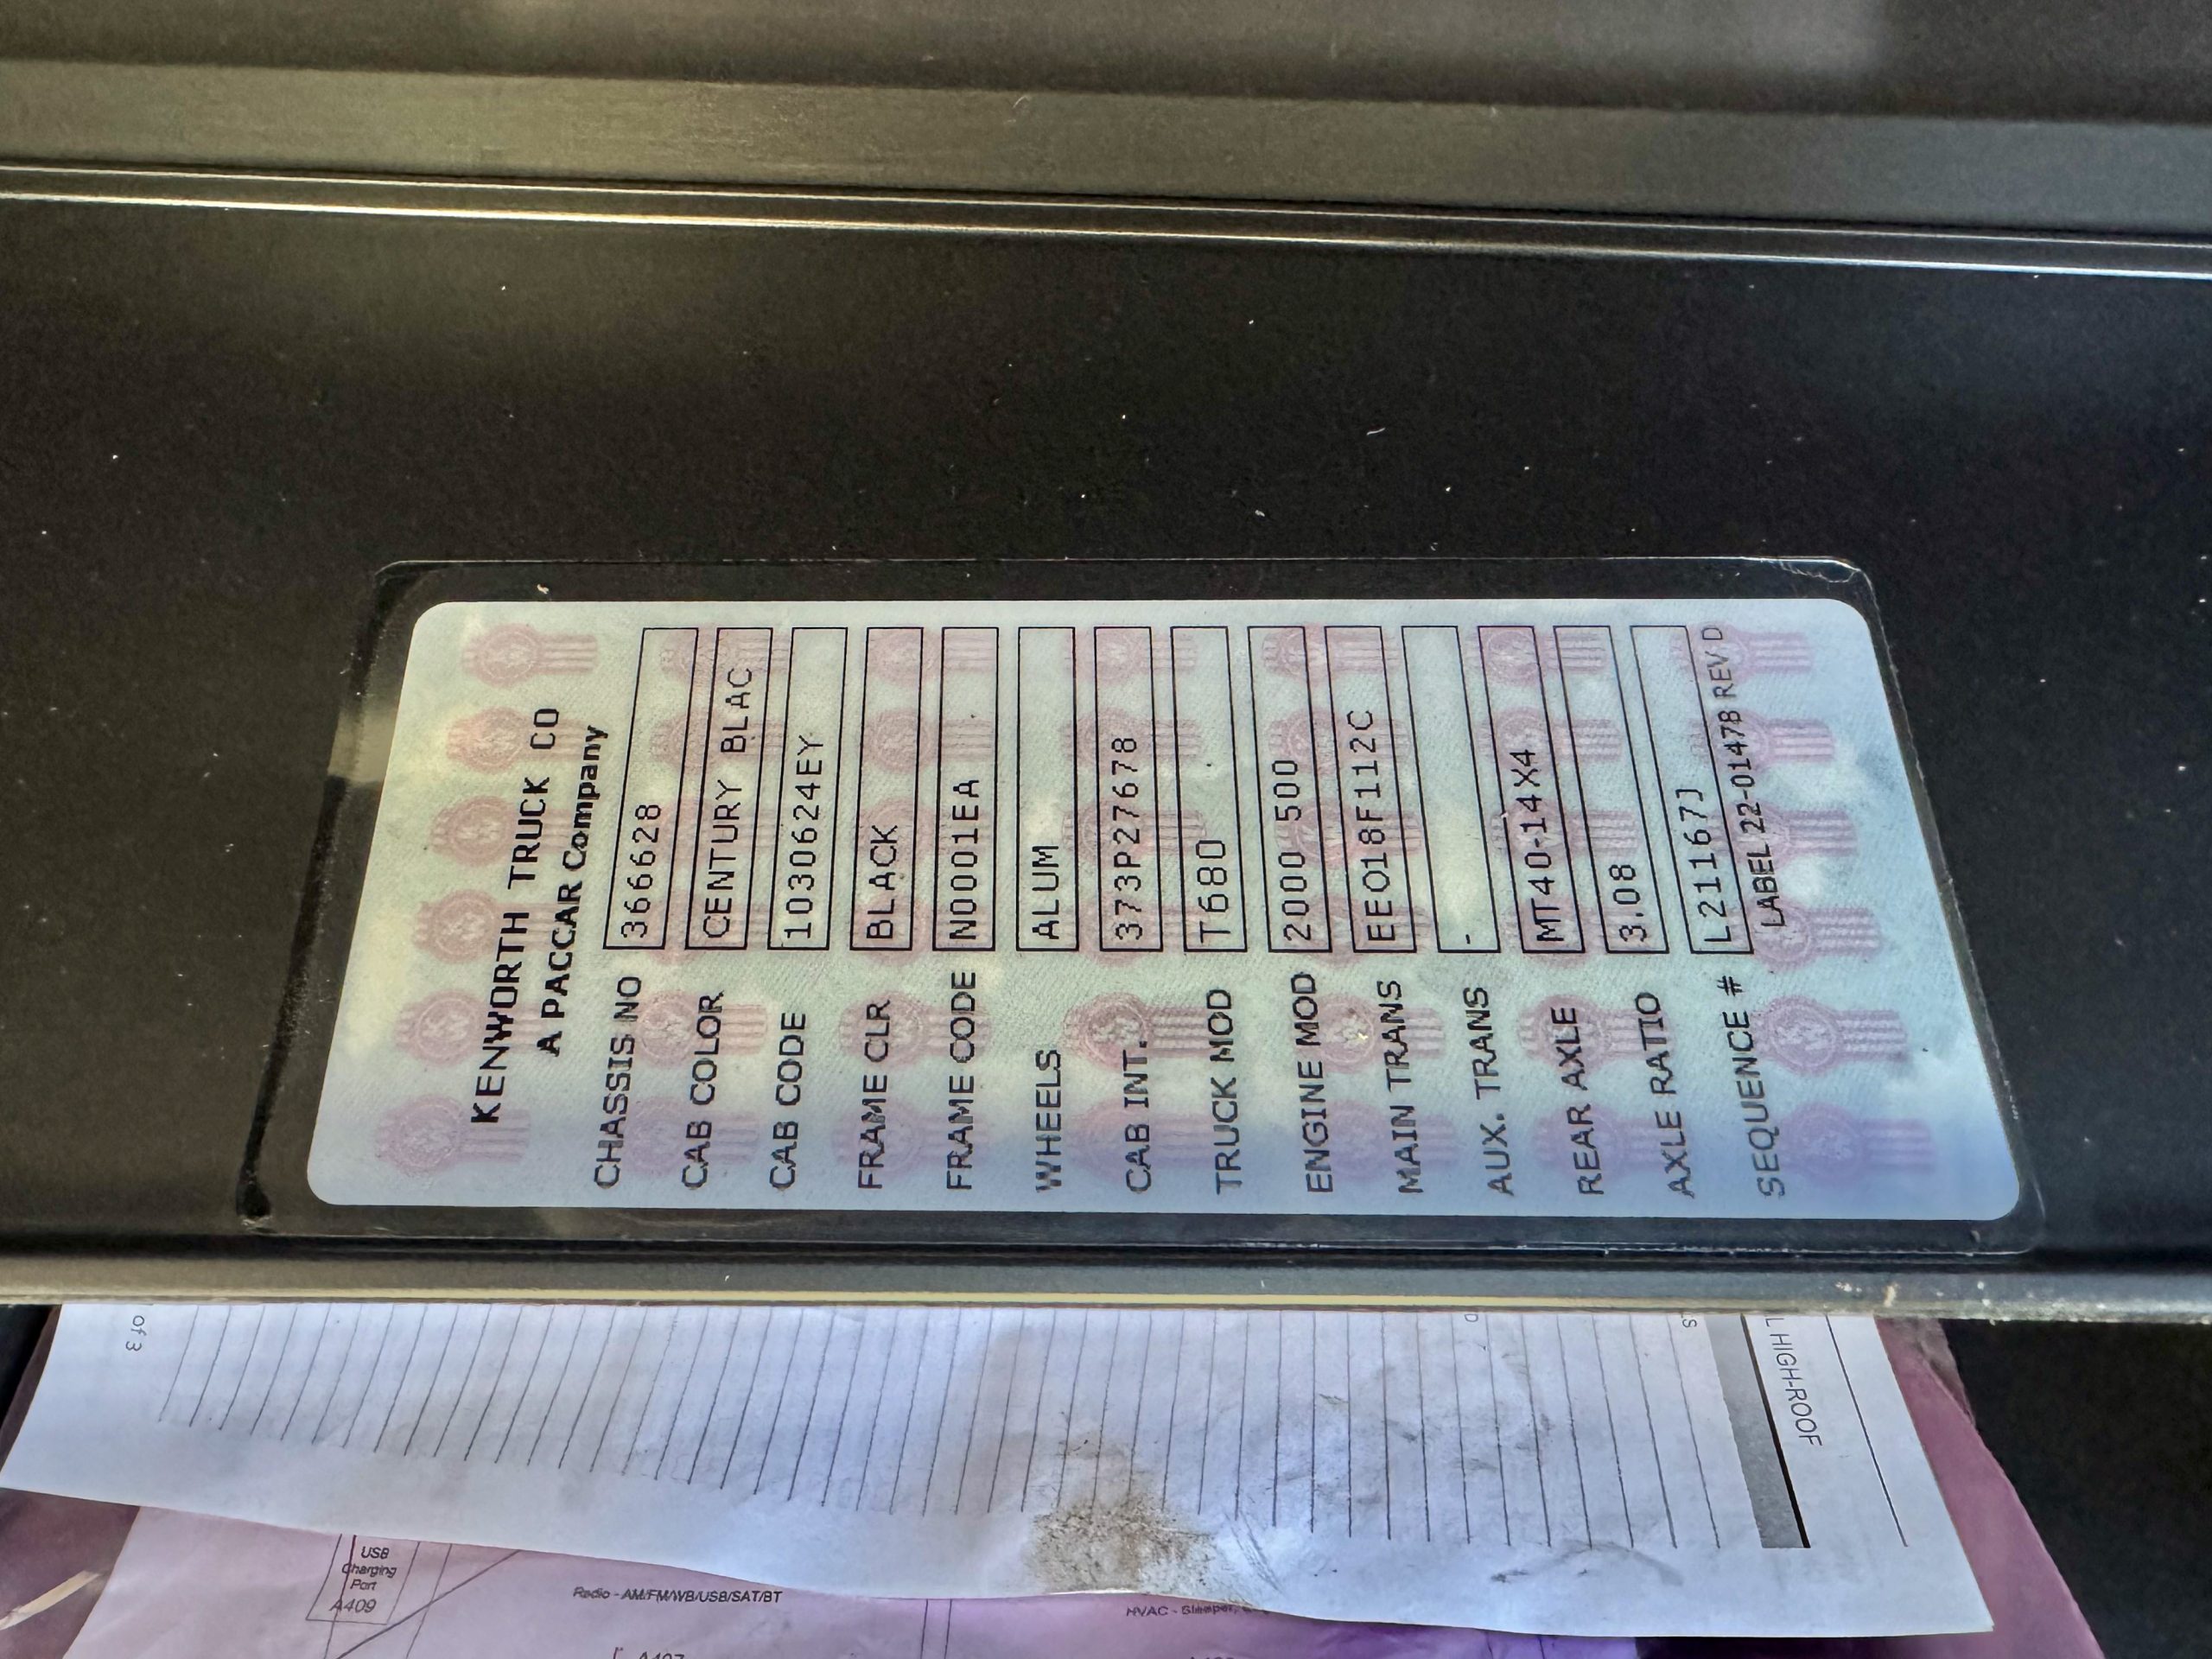 KENWORTH TRUCK CO
A PACCAR Company
CHASSIS NO 366628
CAB COLOR CENTURY BLAC
CAB CODE 1030624EY
FRAME CLR BLACK
FRAME CODE N0001EA
WHEELS ALUM
CAB INT. 373P27678
TRUCK MOD T680
ENGINE MOD 2000 500
MAIN TRANS EEO18F112C
AUX. TRANS -
REAR AXLE MT40-14X4
AXLE RATIO 3.08
SEQUENCE # L21167J
LABEL 22-01478 REV D
of 3
HIGH-ROOF
USB
Charging
Port
A409
Radio - AM/FM/WB/USB/SAT/BT
HVAC - Sleeper,